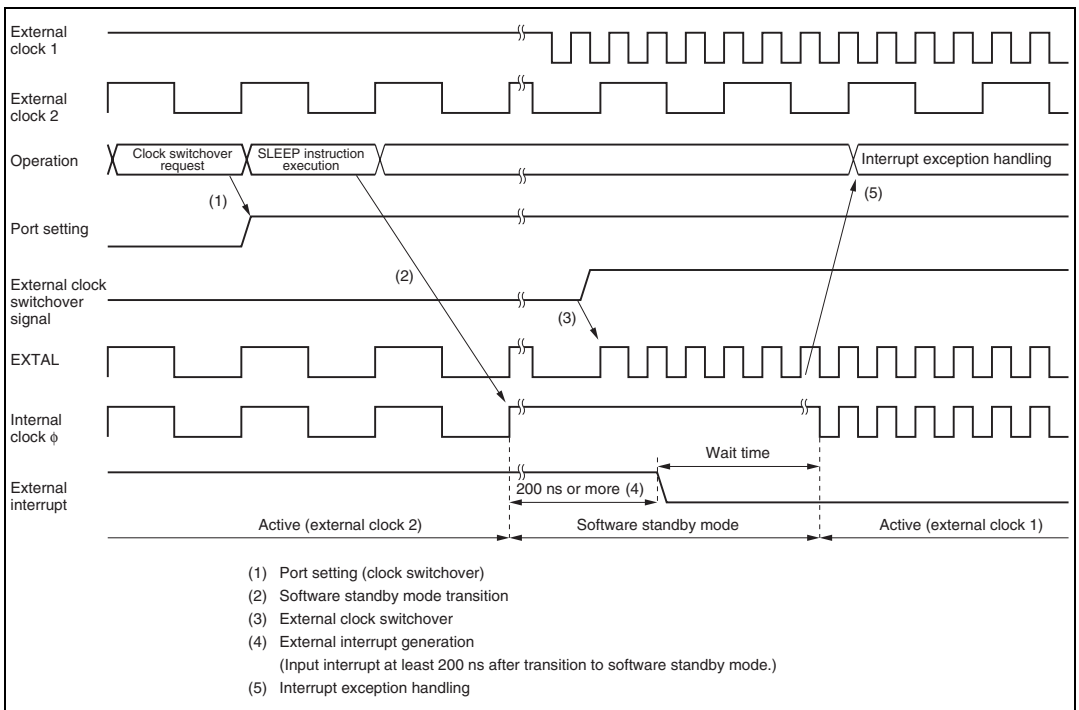 External
clock 1
External
clock 2
Operation
Clock switchover
request
SLEEP instruction
execution
Interrupt exception handling
(1)
(5)
Port setting
(2)
External clock
switchover
signal
(3)
EXTAL
Internal
clock ϕ
Wait time
External
interrupt
200 ns or more (4)
Active (external clock 2)
Software standby mode
Active (external clock 1)
(1) Port setting (clock switchover)
(2) Software standby mode transition
(3) External clock switchover
(4) External interrupt generation
(Input interrupt at least 200 ns after transition to software standby mode.)
(5) Interrupt exception handling